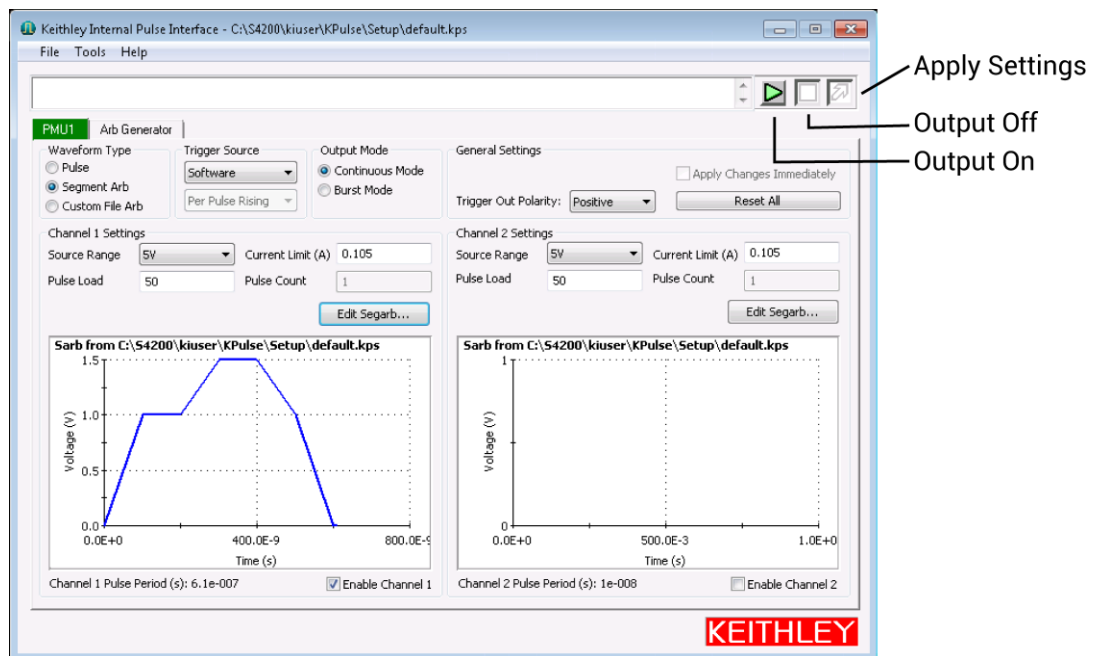 Keithley Internal Pulse Interface - C:\S4200\kiuser\KPulse\Setup\default.kps
File Tools Help
Apply Settings
Output Off
Output On
PMU1 Arb Generator
Waveform Type
Pulse
Segment Arb
Custom File Arb
Trigger Source
Software
Per Pulse Rising
Output Mode
Continuous Mode
Burst Mode
General Settings
Apply Changes Immediately
Trigger Out Polarity: Positive
Reset All
Channel 1 Settings
Source Range 5V Current Limit (A) 0.105
Pulse Load 50 Pulse Count 1
Edit Segarb...
Sarb from C:\S4200\kiuser\KPulse\Setup\default.kps
1.5
1.0
0.5
0.0
Voltage (V)
0.0E+0 400.0E-9 800.0E-9
Time (s)
Channel 1 Pulse Period (s): 6.1e-007 Enable Channel 1
Channel 2 Settings
Source Range 5V Current Limit (A) 0.105
Pulse Load 50 Pulse Count 1
Edit Segarb...
Sarb from C:\S4200\kiuser\KPulse\Setup\default.kps
1
0
Voltage (V)
0.0E+0 500.0E-3 1.0E+0
Time (s)
Channel 2 Pulse Period (s): 1e-008 Enable Channel 2
KEITHLEY